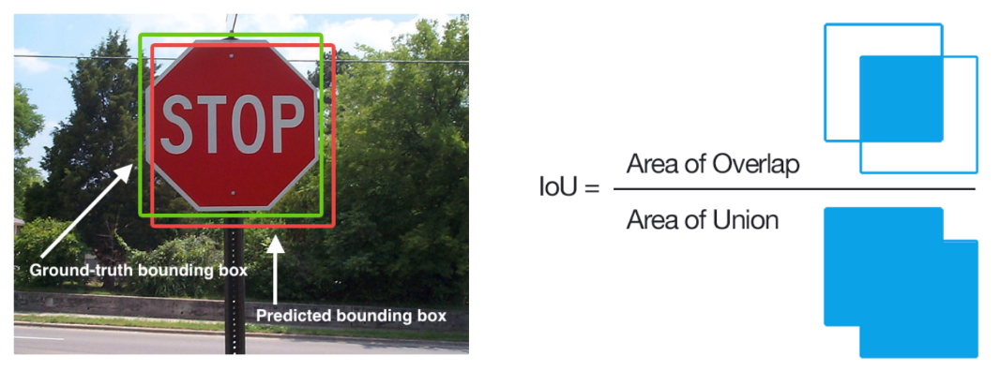 STOP
Ground-truth bounding box
Predicted bounding box
IoU =
Area of Overlap
Area of Union